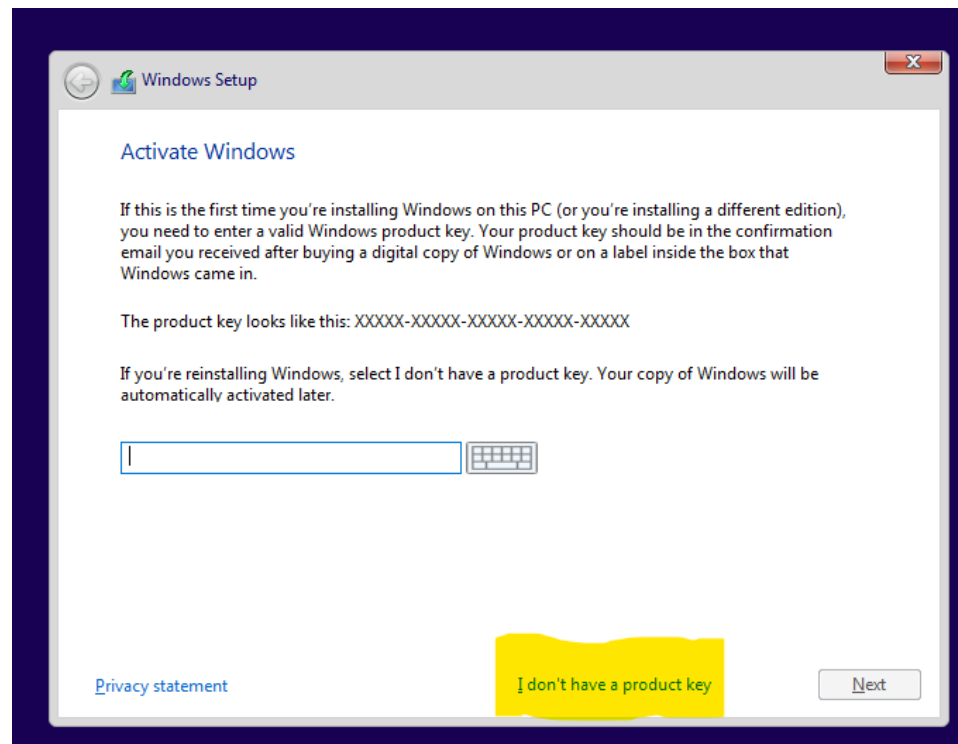 Windows Setup
Activate Windows
If this is the first time you're installing Windows on this PC (or you're installing a different edition),
you need to enter a valid Windows product key. Your product key should be in the confirmation
email you received after buying a digital copy of Windows or on a label inside the box that
Windows came in.
The product key looks like this: XXXXX-XXXXX-XXXXX-XXXXX-XXXXX
If you're reinstalling Windows, select I don't have a product key. Your copy of Windows will be
automatically activated later.
Privacy statement
I don't have a product key
Next